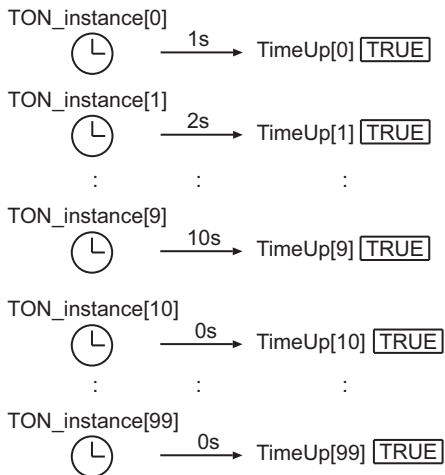 TON_instance[0]
1s
TimeUp[0] TRUE
TON_instance[1]
2s
TimeUp[1] TRUE
: : :
TON_instance[9]
10s
TimeUp[9] TRUE
TON_instance[10]
0s
TimeUp[10] TRUE
: : :
TON_instance[99]
0s
TimeUp[99] TRUE